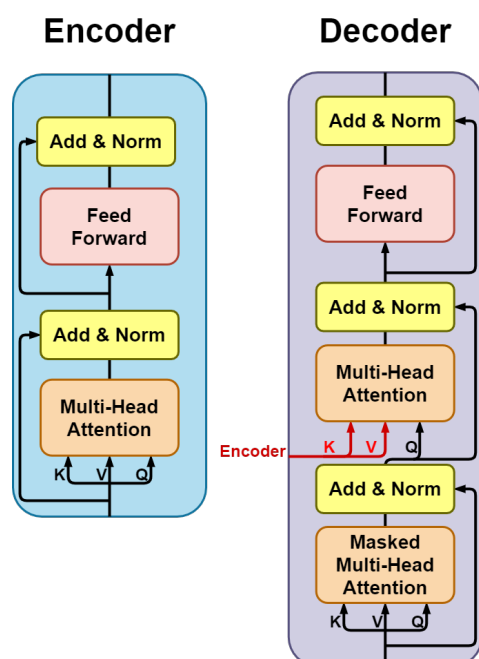 Encoder
Add & Norm
Feed
Forward
Add & Norm
Multi-Head
Attention
K V Q
Decoder
Add & Norm
Feed
Forward
Add & Norm
Multi-Head
Attention
Encoder K V Q
Add & Norm
Masked
Multi-Head
Attention
K V Q